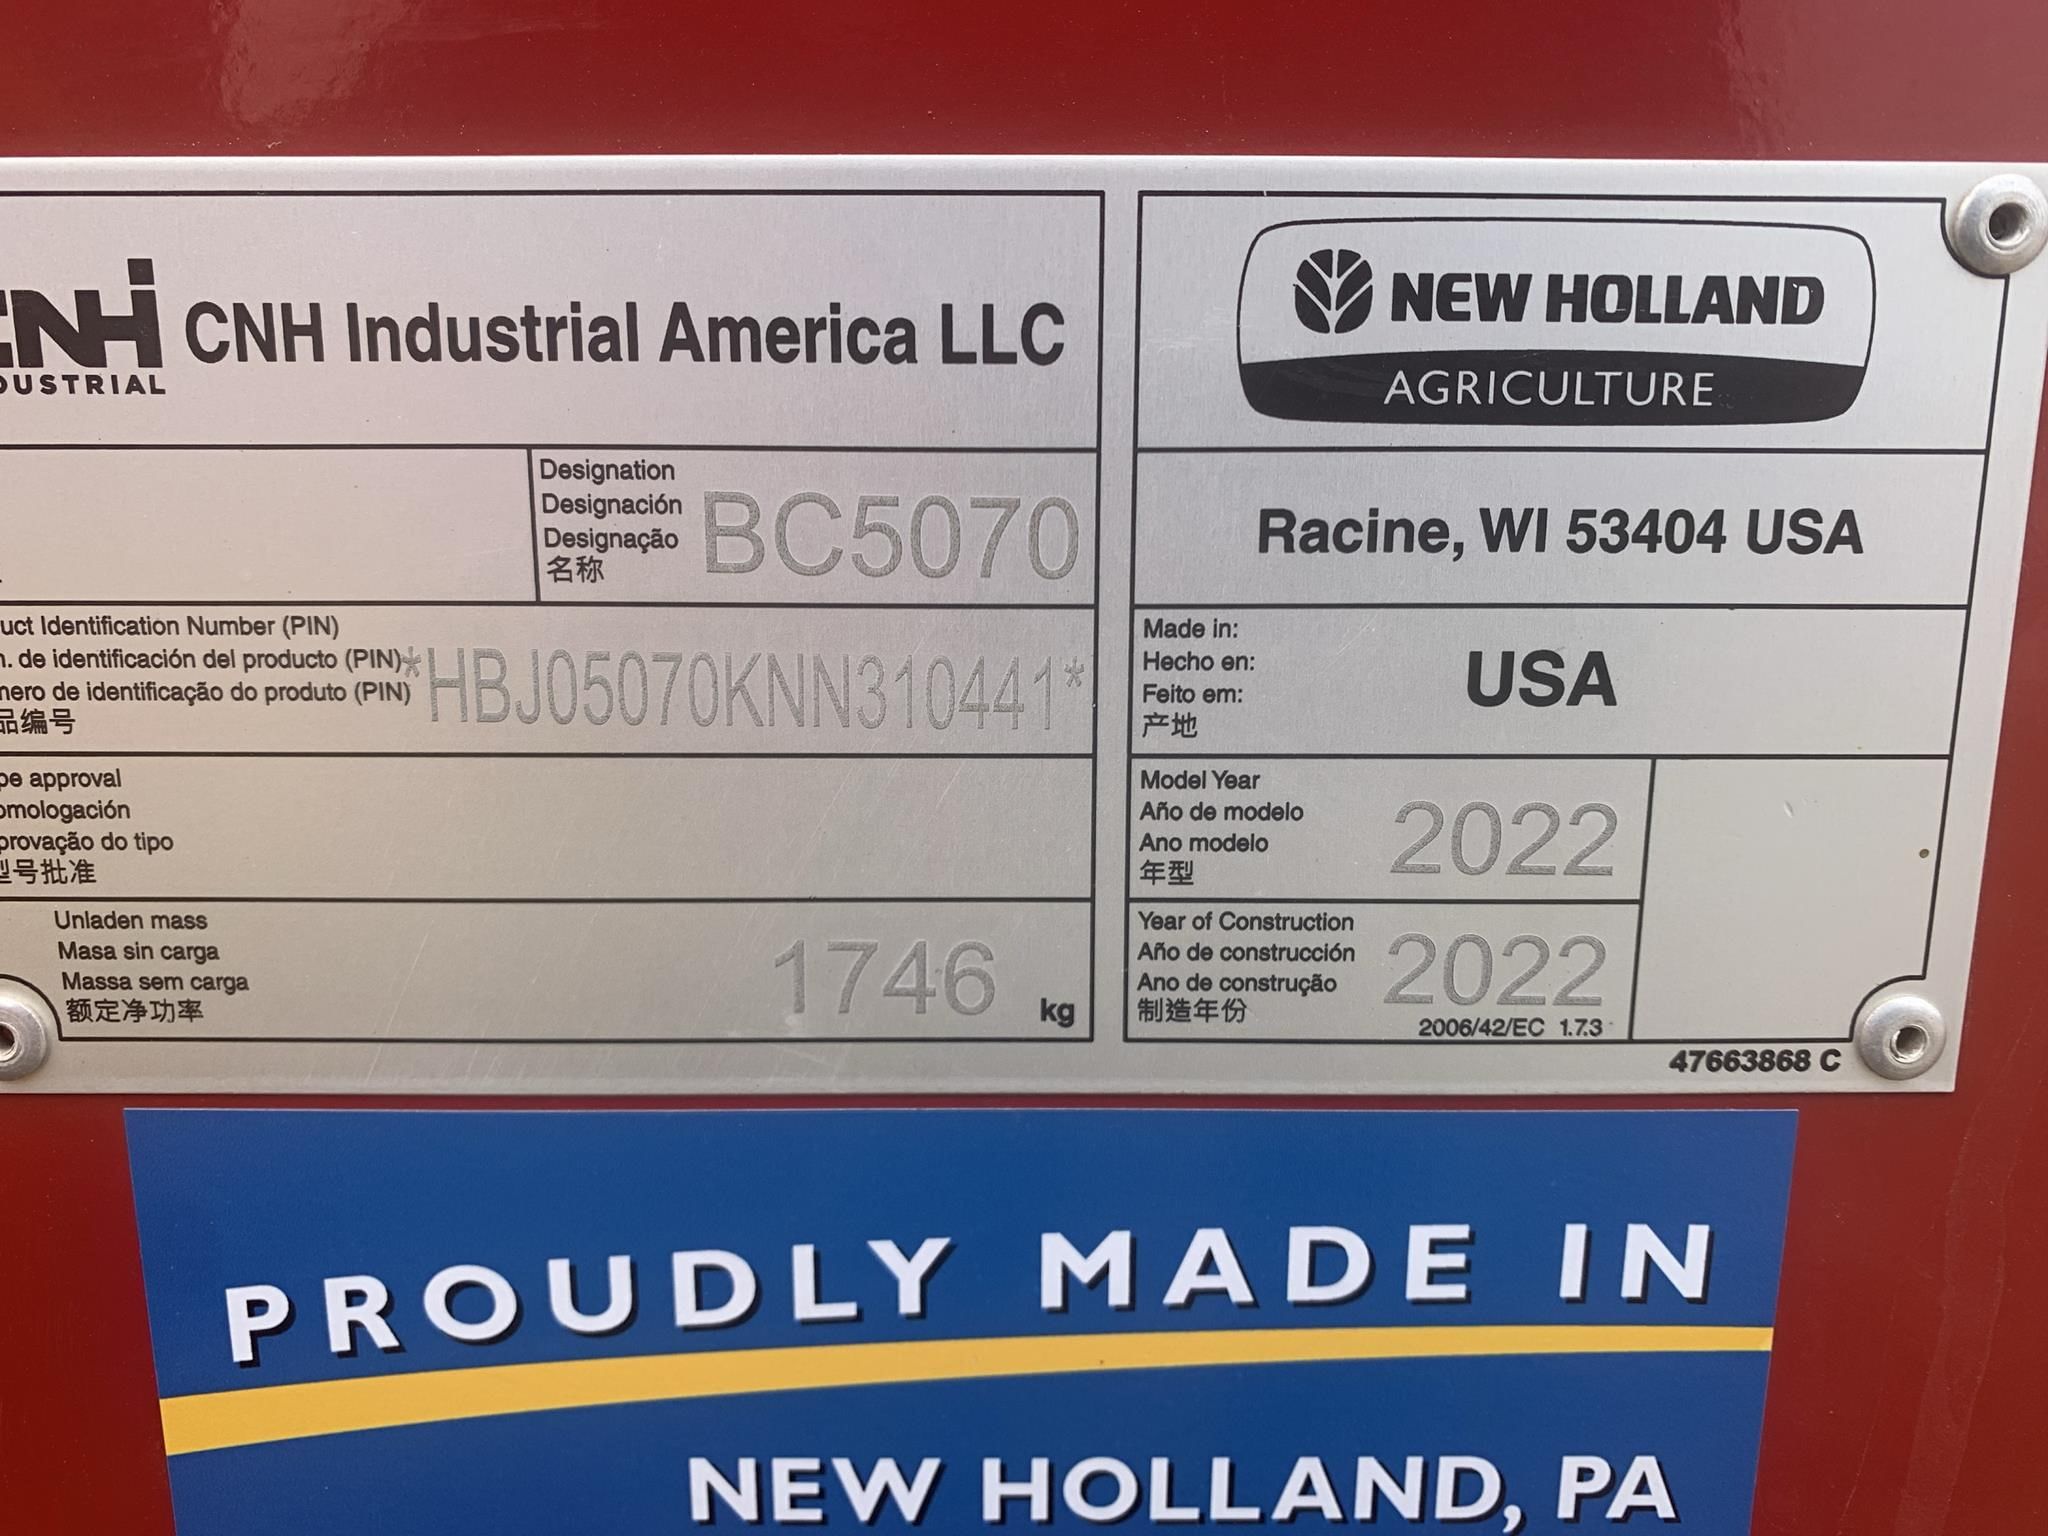 CNHi CNH Industrial America LLC
INDUSTRIAL
Designation
Designación
Designação
名称
BC5070
uct Identification Number (PIN)
. de identificación del producto (PIN)
nero de identificação do produto (PIN)
品编号
*HBJ05070KNN310441*
pe approval
omologación
provação do tipo
型号批准
Unladen mass
Masa sin carga
Massa sem carga
额定净功率
1746
kg
NEW HOLLAND
AGRICULTURE
Racine, WI 53404 USA
Made in:
Hecho en:
Feito em:
产地
USA
Model Year
Año de modelo
Ano modelo
年型
2022
Year of Construction
Año de construcción
Ano de construção
制造年份
2022
2006/42/EC 1.7.3
47663868 C
PROUDLY MADE IN
NEW HOLLAND, PA